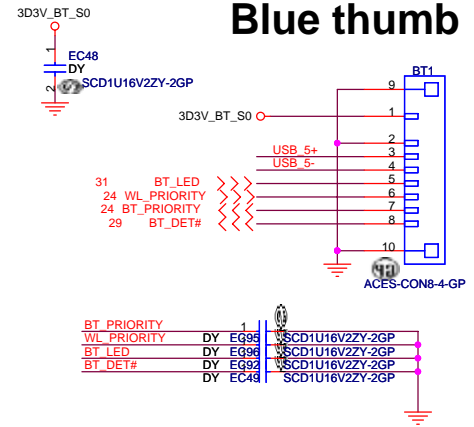 Blue thumb
3D3V_BT_S0
1
EC48
DY
SCD1U16V2ZY-2GP
2
BT1
9
3D3V_BT_S0
1
2
USB_5+ 3
USB_5- 4
31 BT_LED 5
24 WL_PRIORITY 6
24 BT_PRIORITY 7
29 BT_DET# 8
10
ACES-CON8-4-GP
BT_PRIORITY 1
WL_PRIORITY DY EC95 SCD1U16V2ZY-2GP
BT_LED DY EC96 SCD1U16V2ZY-2GP
BT_DET# DY EC92 SCD1U16V2ZY-2GP
DY EC49 SCD1U16V2ZY-2GP